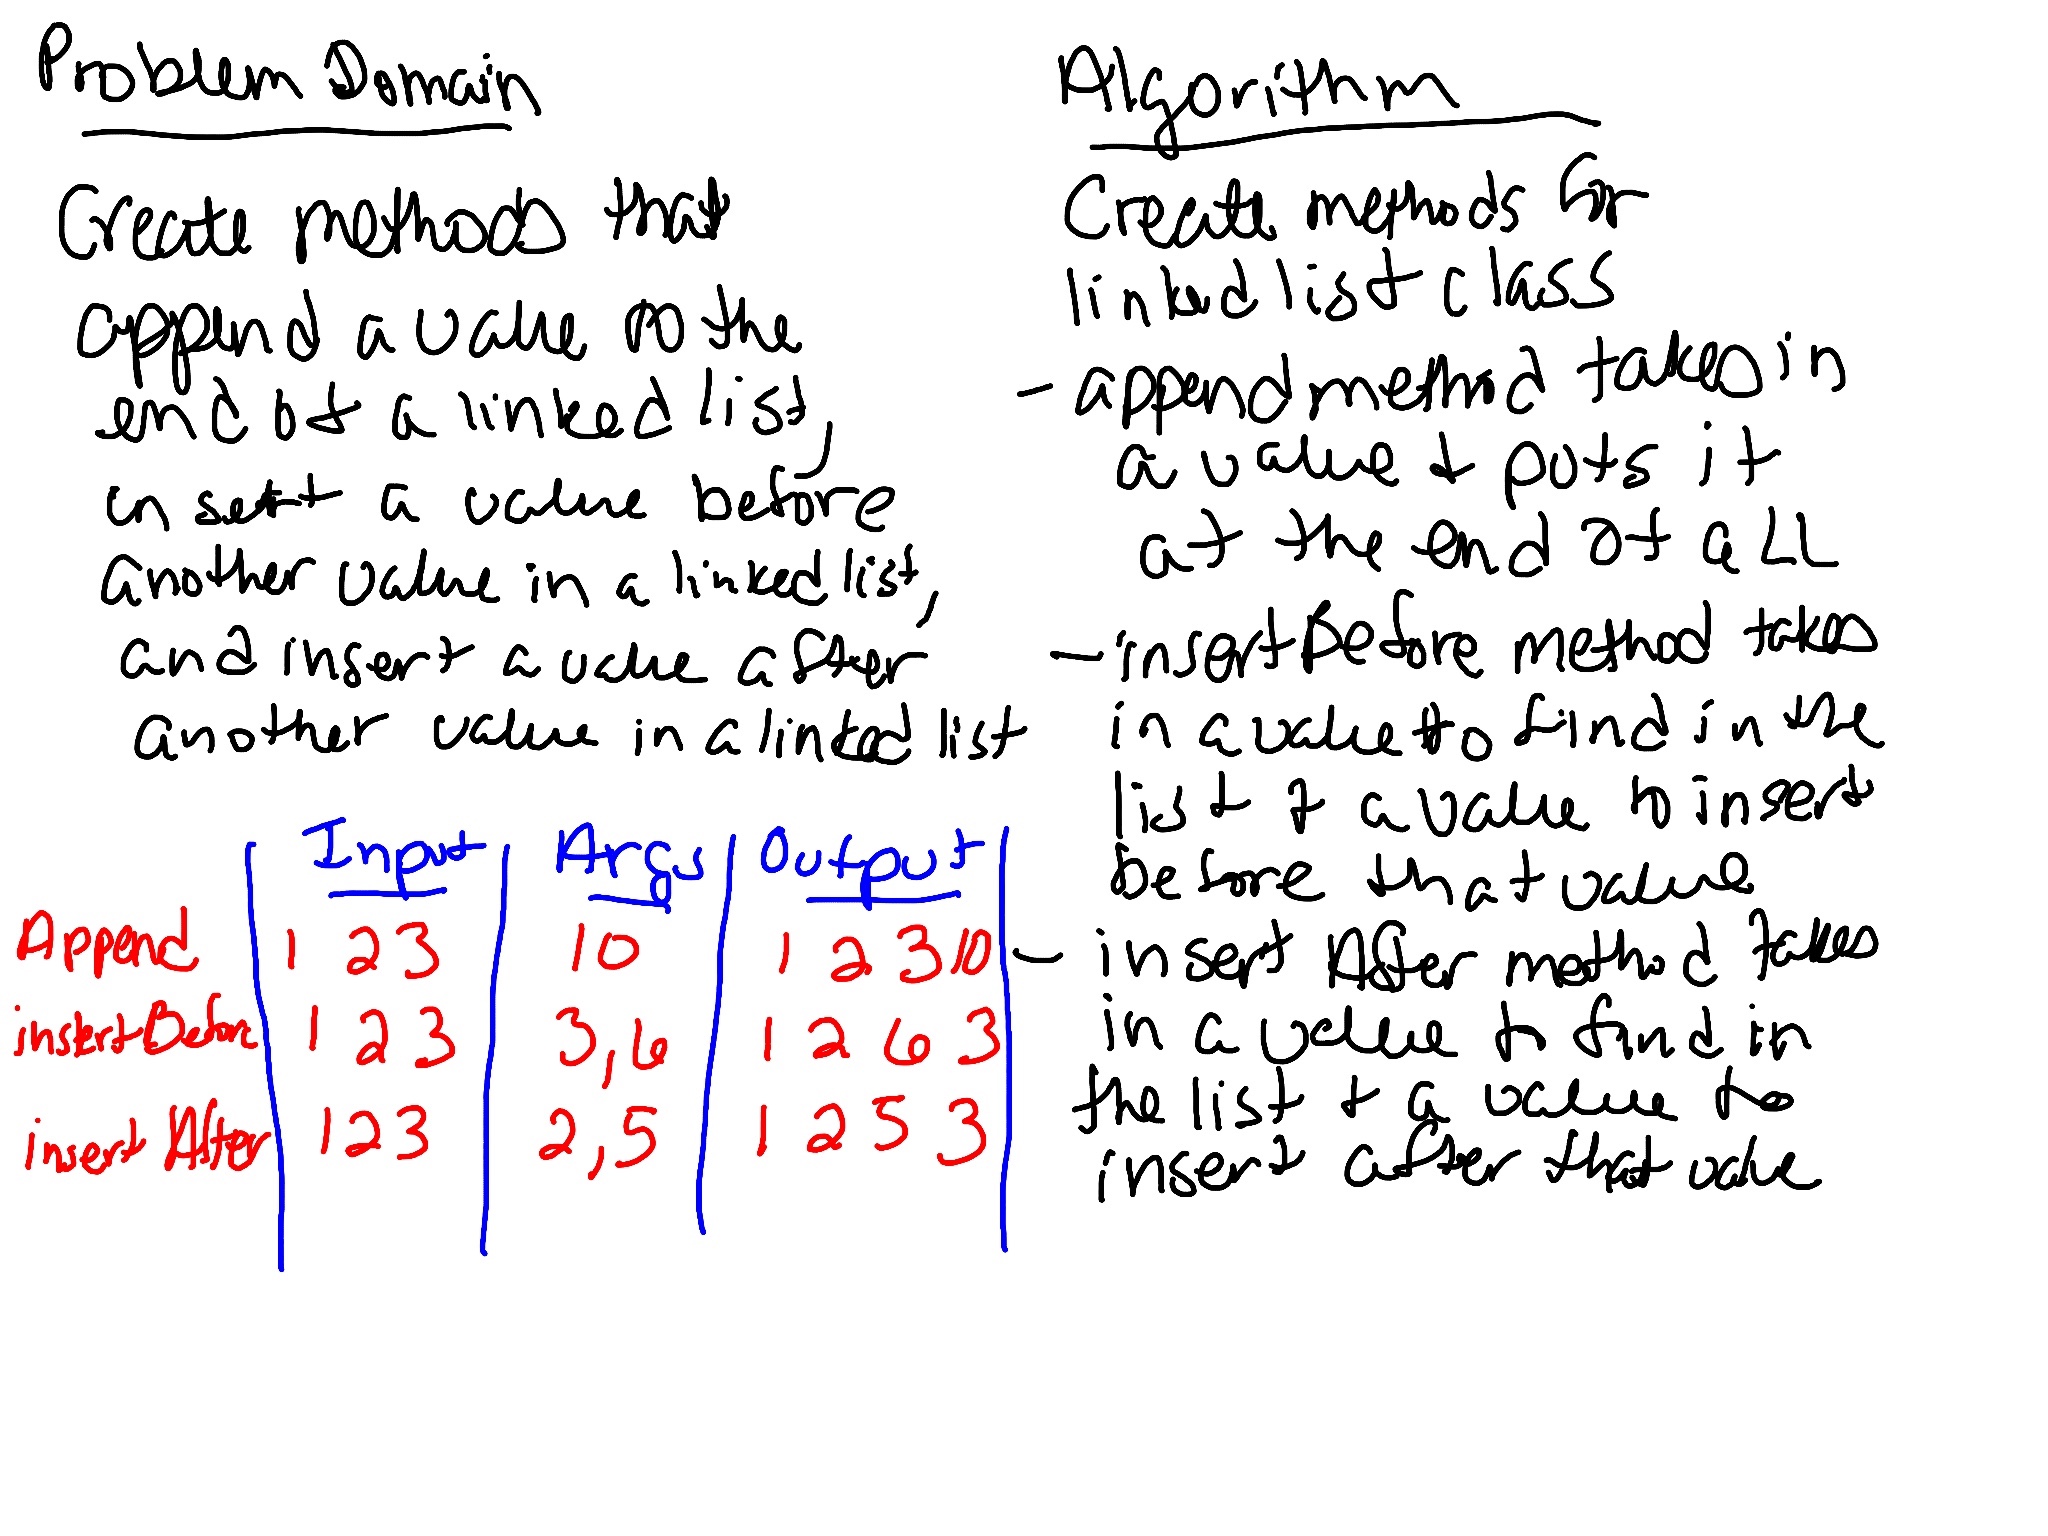 Problem Domain
Create methods that
append a value to the
end of a linked list,
insert a value before
another value in a linked list,
and insert a value after
another value in a linked list
Input Args Output
Append 1 2 3 10 1 2 3 10
insertBefore 1 2 3 3,6 1 2 6 3
insert After 1 2 3 2,5 1 2 5 3
Algorithm
Create methods for
linked list class
- append method takes in
a value + puts it
at the end of a LL
- insertBefore method takes
in a value to find in the
list + a value to insert
before that value
- insert After method takes
in a value to find in
the list + a value to
insert after that value